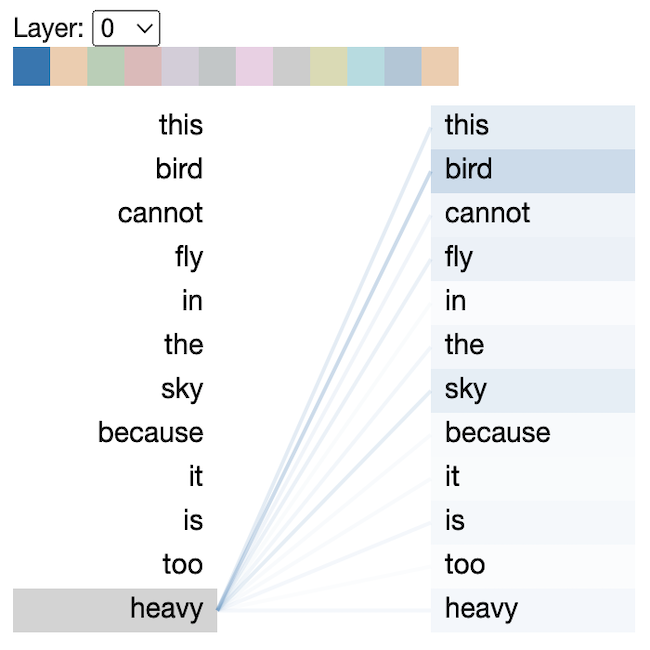 Layer: 0
this this
bird bird
cannot cannot
fly fly
in in
the the
sky sky
because because
it it
is is
too too
heavy heavy